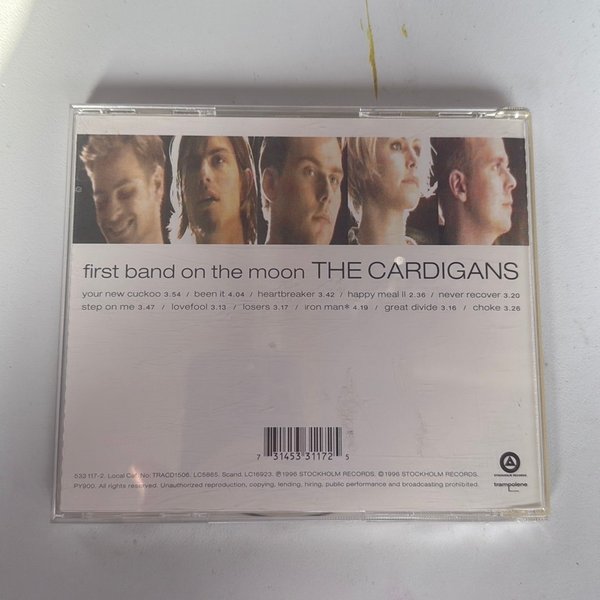 first band on the moon THE CARDIGANS
your new cuckoo 3.54 / been it 4.04 / heartbreaker 3.42 / happy meal II 2.36 / never recover 3.20
step on me 3.47 / lovefool 3.13 / losers 3.17 / iron man* 4.19 / great divide 3.16 / choke 3.26
7 31453 31172 5
533 117-2. Local Cat. No: TRACD1506. LC5865. Scand. LC16923. ℗1996 STOCKHOLM RECORDS. ©1996 STOCKHOLM RECORDS.
PY900. All rights reserved. Unauthorized reproduction, copying, lending, hiring, public performance and broadcasting prohibited.
STOCKHOLM RECORDS
trampolene